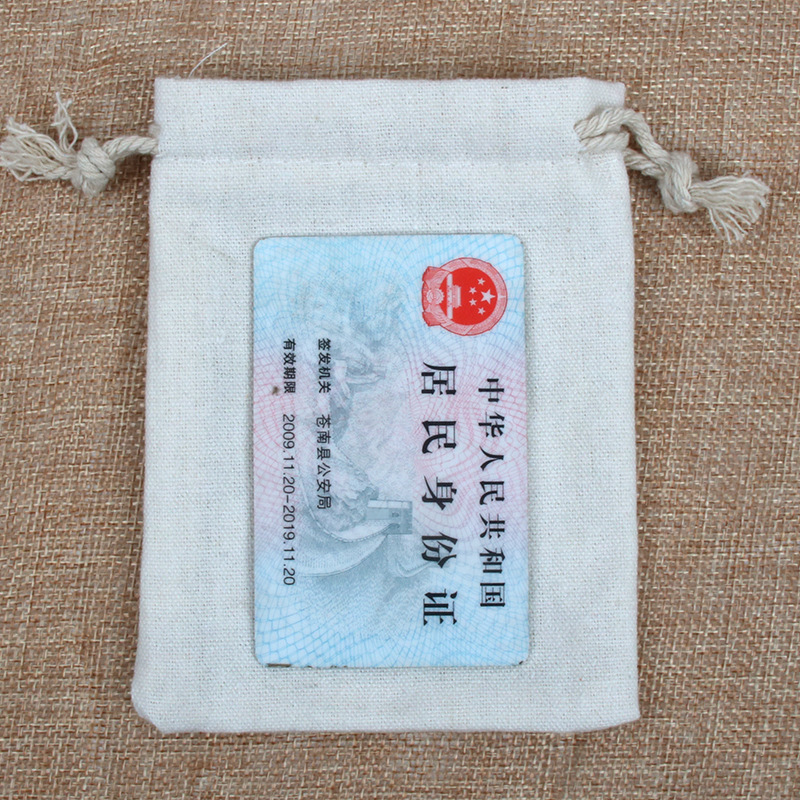 中华人民共和国
居民身份证
签发机关 苍南县公安局
有效期限 2009.11.20-2019.11.20